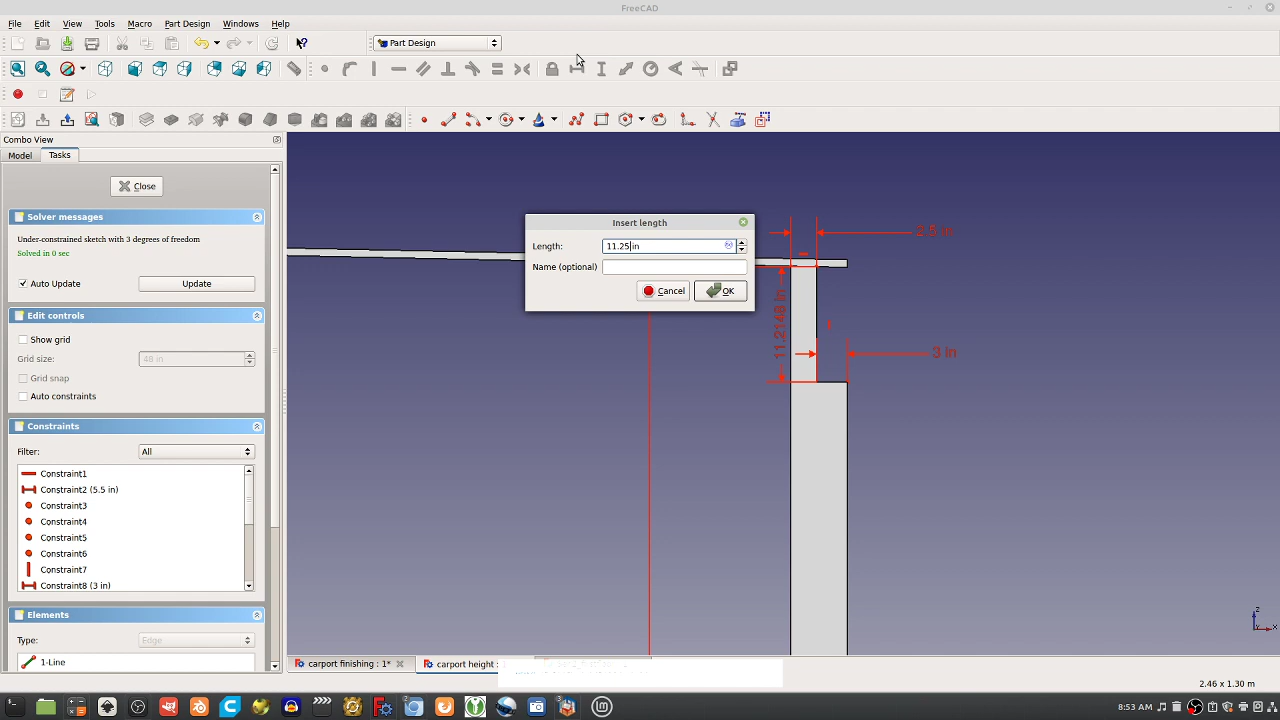 FreeCAD
File Edit View Tools Macro Part Design Windows Help
Part Design
Combo View
Model Tasks
Close
Solver messages
Under-constrained sketch with 3 degrees of freedom
Solved in 0 sec
Auto Update Update
Edit controls
Show grid
Grid size: 48 in
Grid snap
Auto constraints
Constraints
Filter: All
Constraint1
Constraint2 (5.5 in)
Constraint3
Constraint4
Constraint5
Constraint6
Constraint7
Constraint8 (3 in)
Elements
Type: Edge
1-Line
Insert length
Length: 11.25in
Name (optional)
Cancel OK
2.5 in
11.2148 in
3 in
Z
X
carport finishing : 1*
carport height :
2.46 x 1.30 m
8:53 AM